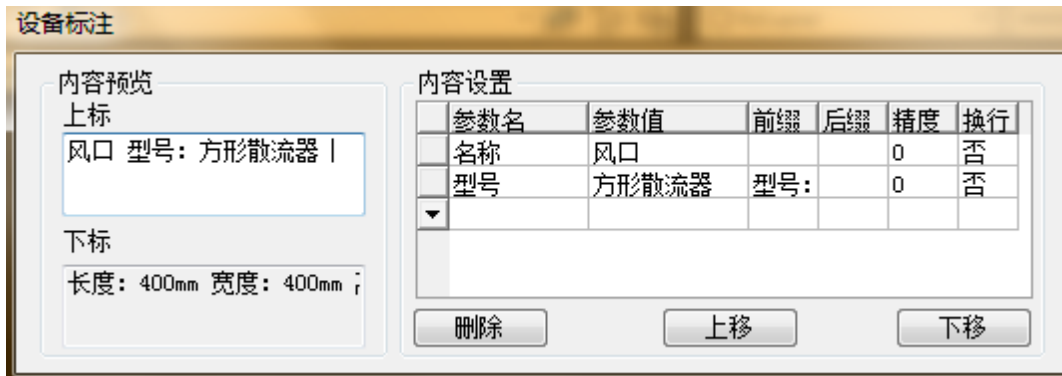 设备标注
内容预览
上标
风口 型号: 方形散流器
下标
长度: 400mm 宽度: 400mm
内容设置
参数名 参数值 前缀 后缀 精度 换行
名称 风口 0 否
型号 方形散流器 型号: 0 否
删除 上移 下移